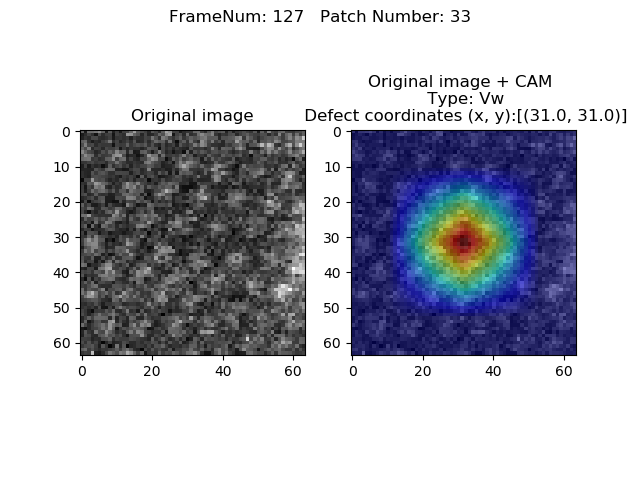 FrameNum: 127   Patch Number: 33
Original image
0
10
20
30
40
50
60
0 20 40 60
Original image + CAM
Type: Vw
Defect coordinates (x, y):[(31.0, 31.0)]
0
10
20
30
40
50
60
0 20 40 60